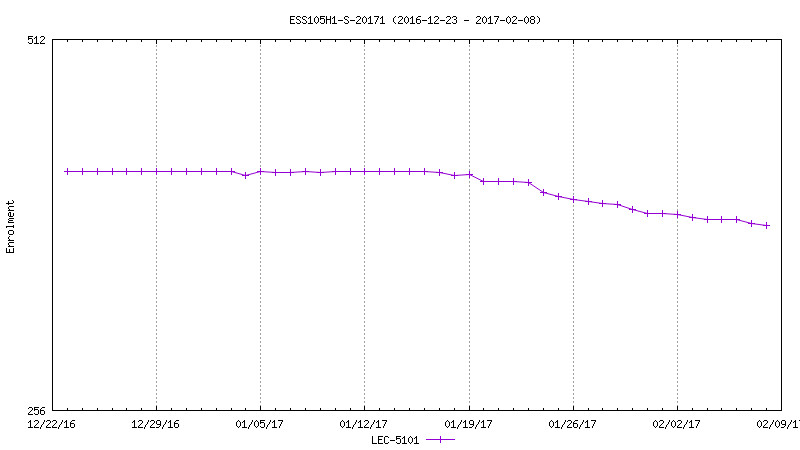 ESS105H1-S-20171 (2016-12-23 - 2017-02-08)
512
Enrolment
256
12/22/16 12/29/16 01/05/17 01/12/17 01/19/17 01/26/17 02/02/17 02/09/17
LEC-5101